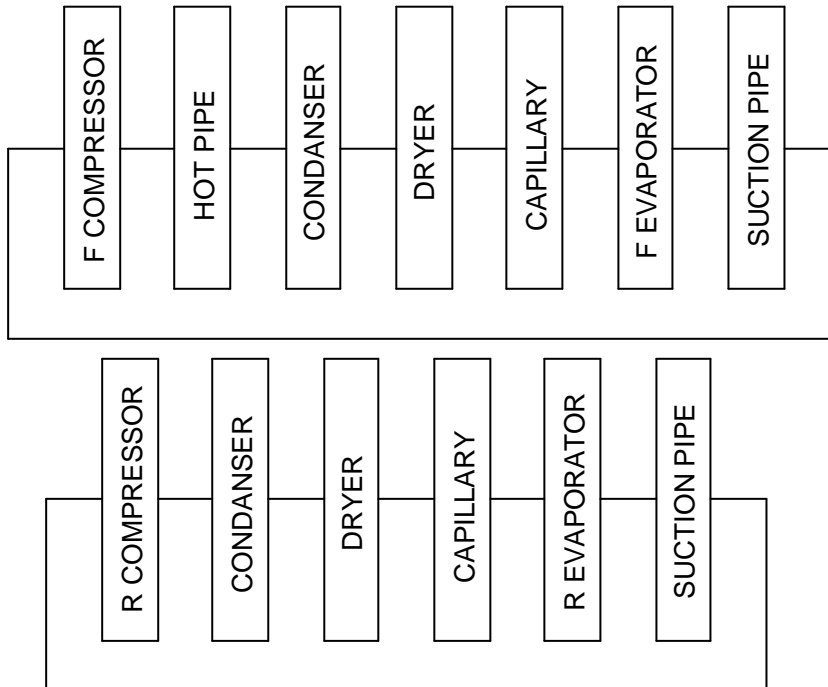 F COMPRESSOR
HOT PIPE
CONDANSER
DRYER
CAPILLARY
F EVAPORATOR
SUCTION PIPE
R COMPRESSOR
CONDANSER
DRYER
CAPILLARY
R EVAPORATOR
SUCTION PIPE